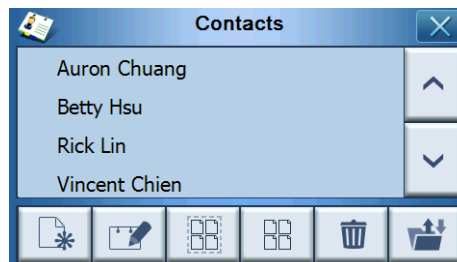 Contacts
Auron Chuang
Betty Hsu
Rick Lin
Vincent Chien